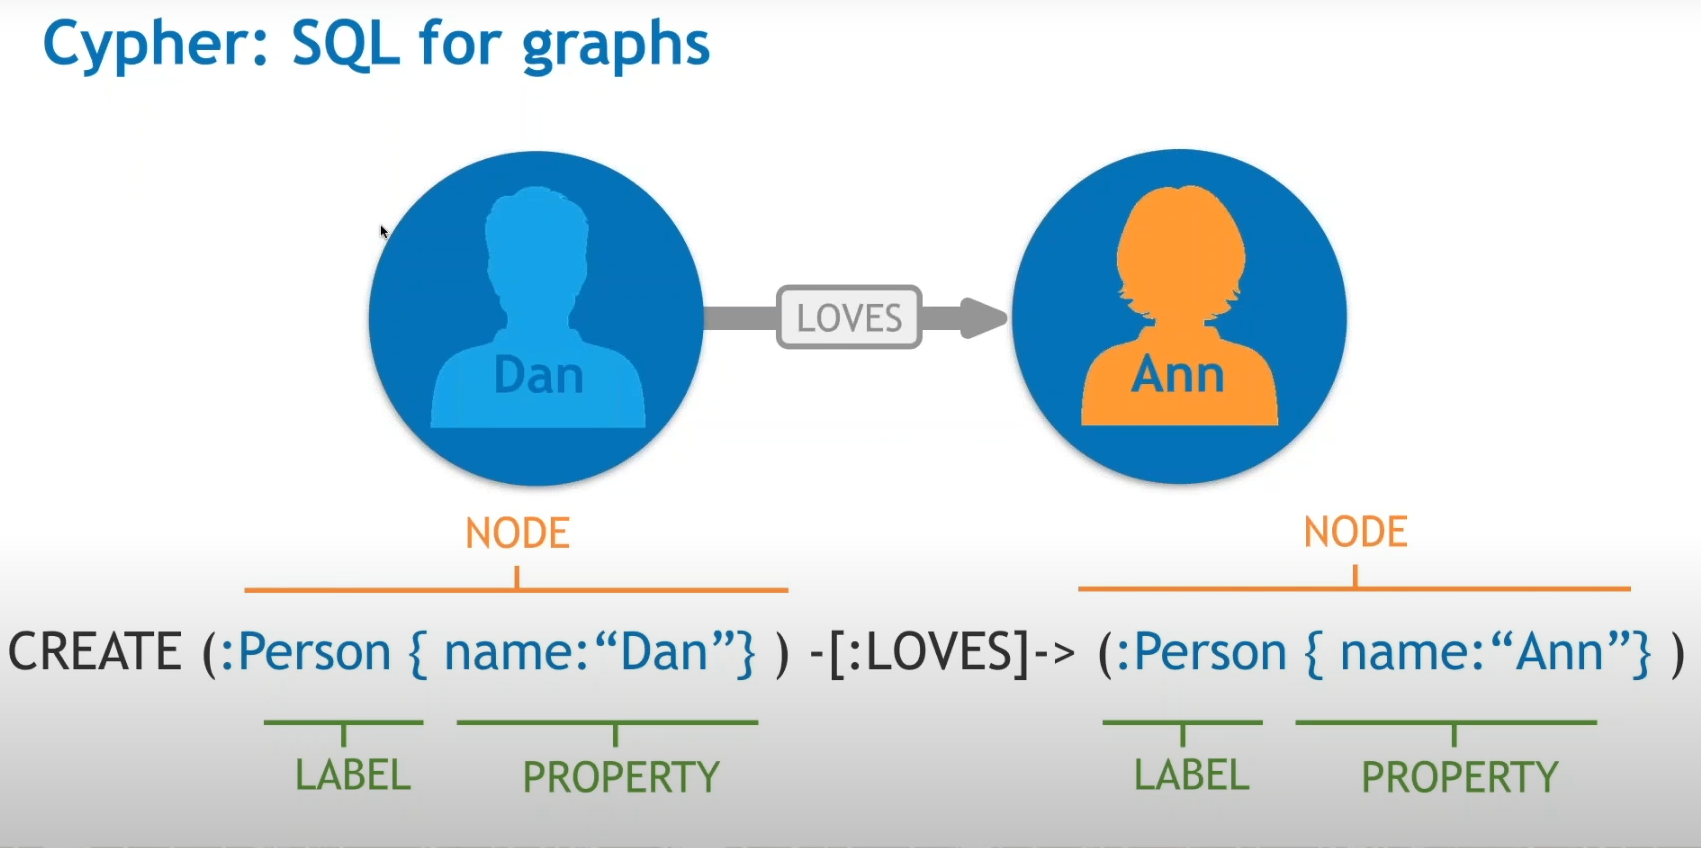 Cypher: SQL for graphs
Dan
LOVES
Ann
NODE
NODE
CREATE (:Person { name:“Dan”} ) -[:LOVES]-> (:Person { name:“Ann”} )
LABEL
PROPERTY
LABEL
PROPERTY